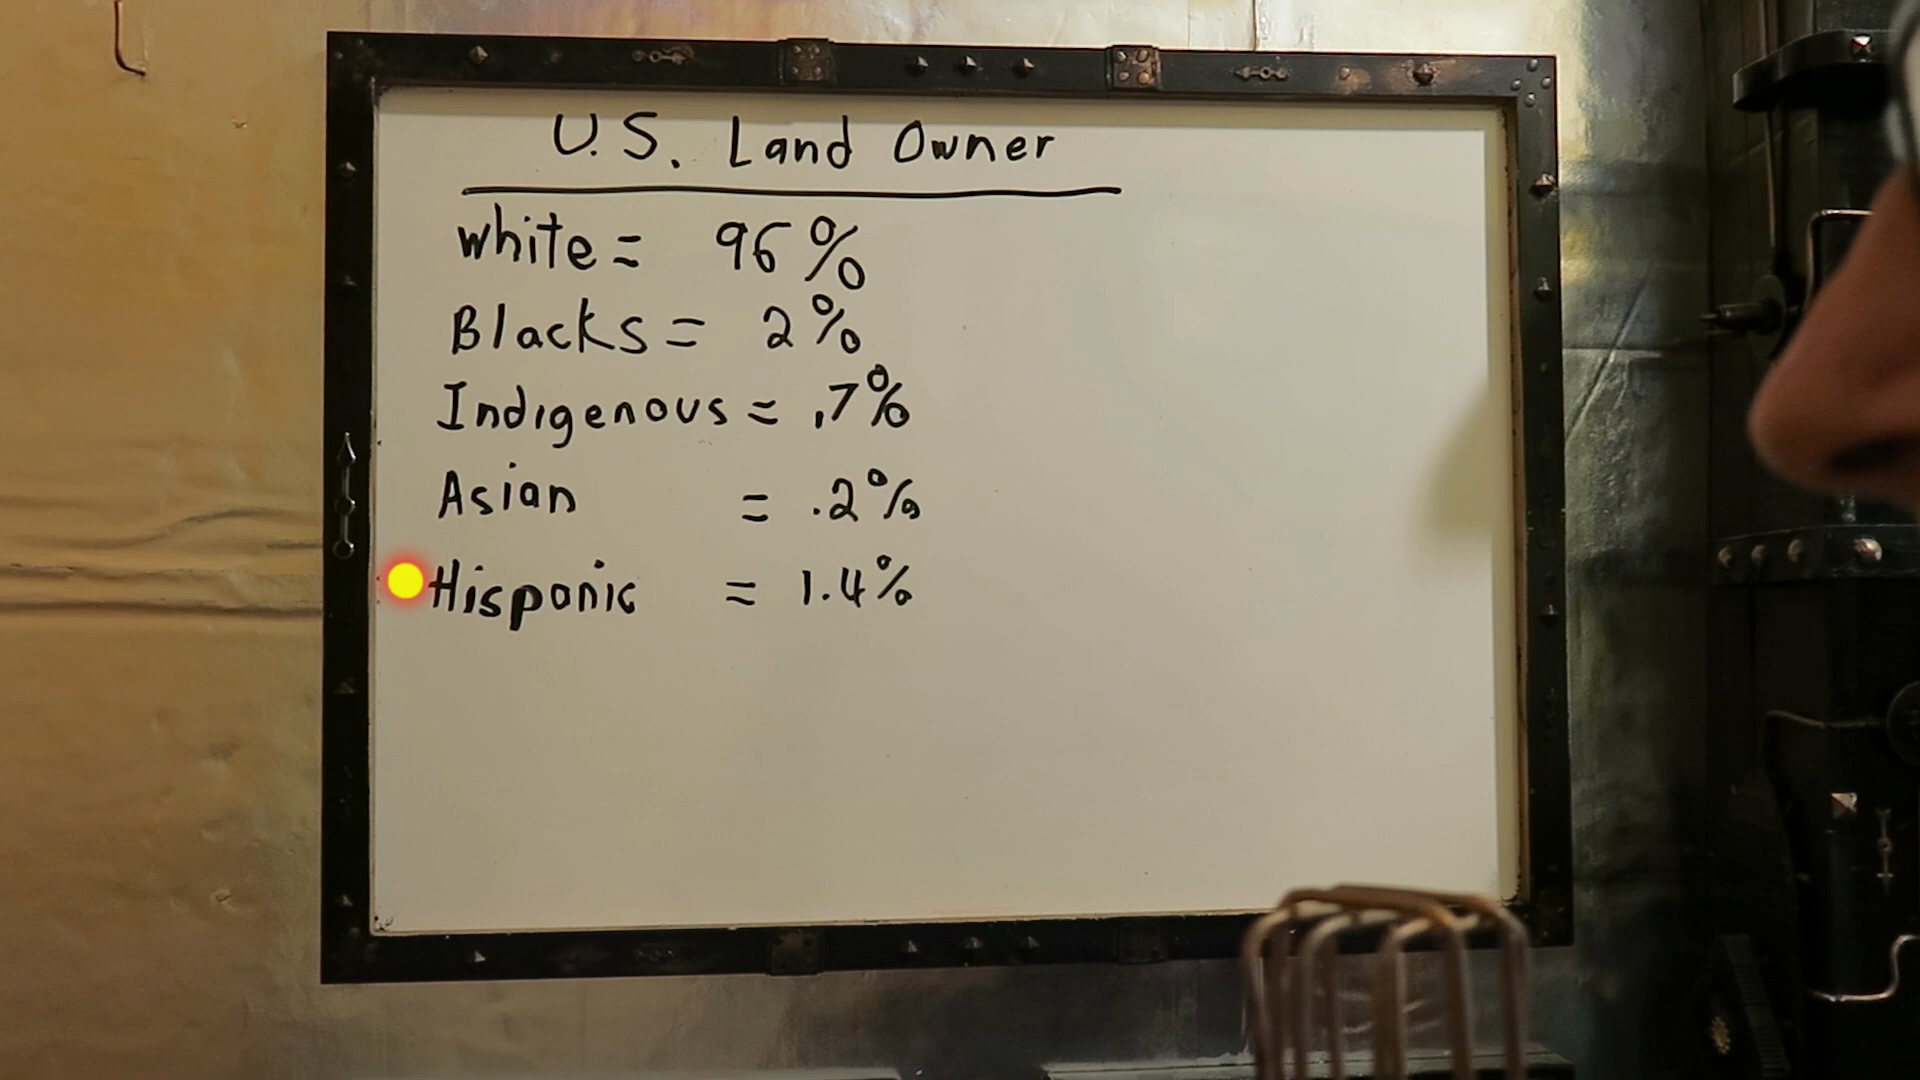 U.S. Land Owner
white = 96%
Blacks = 2%
Indigenous = .7%
Asian = .2%
Hispanic = 1.4%